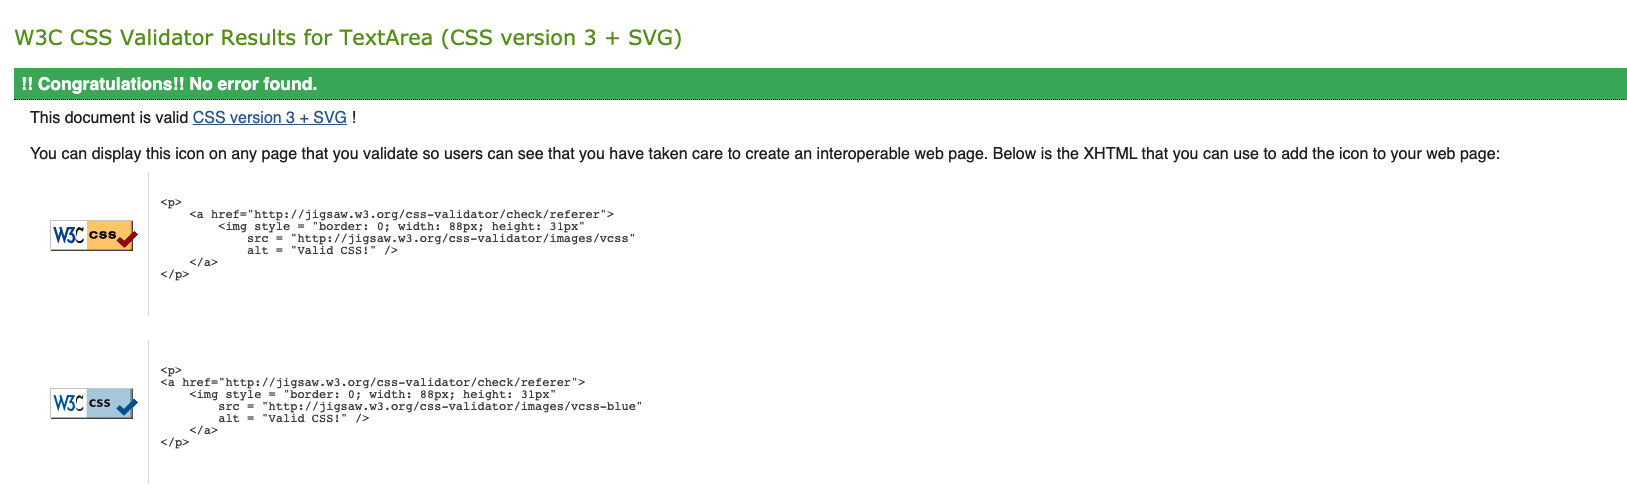 W3C CSS Validator Results for TextArea (CSS version 3 + SVG)
!! Congratulations!! No error found.
This document is valid CSS version 3 + SVG !
You can display this icon on any page that you validate so users can see that you have taken care to create an interoperable web page. Below is the XHTML that you can use to add the icon to your web page:
W3C css
<p>
    <a href="http://jigsaw.w3.org/css-validator/check/referer">
        <img style = "border: 0; width: 88px; height: 31px"
            src = "http://jigsaw.w3.org/css-validator/images/vcss"
            alt = "Valid CSS!" />
    </a>
</p>
W3C css
<p>
<a href="http://jigsaw.w3.org/css-validator/check/referer">
    <img style = "border: 0; width: 88px; height: 31px"
        src = "http://jigsaw.w3.org/css-validator/images/vcss-blue"
        alt = "Valid CSS!" />
    </a>
</p>